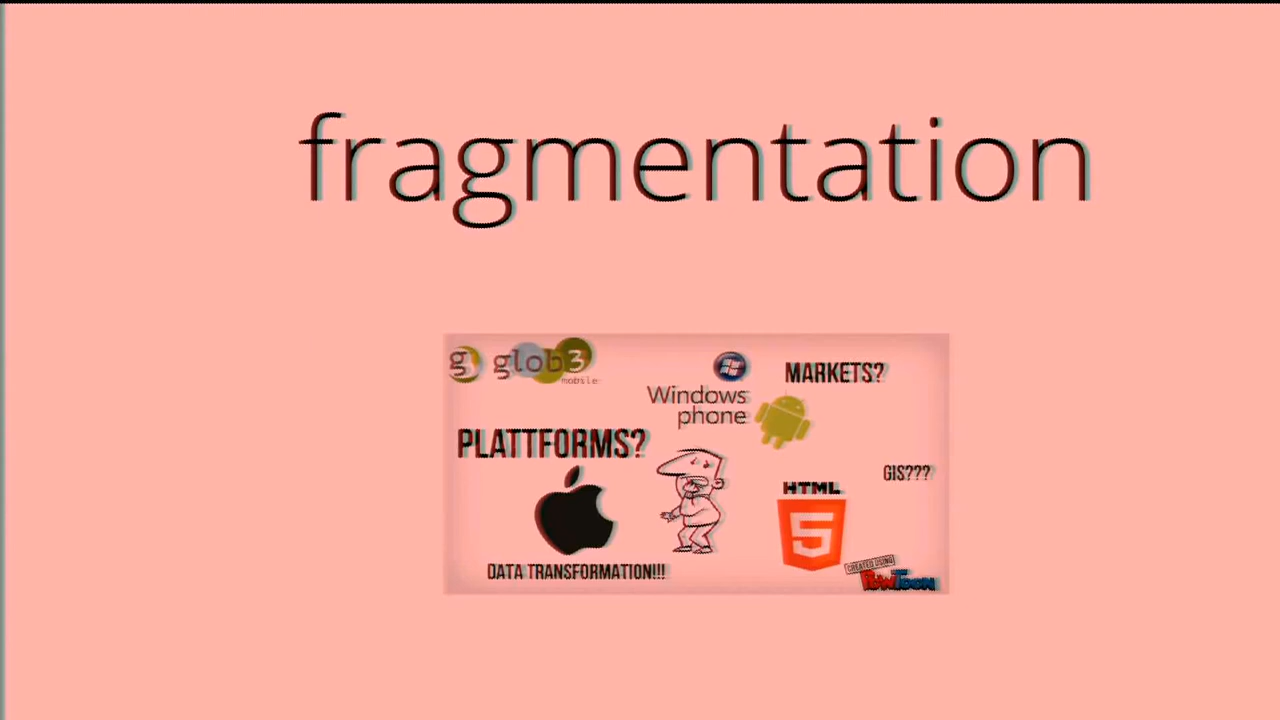 fragmentation
g glob3
mobile
Windows
phone
MARKETS?
PLATTFORMS?
GIS???
HTML
5
DATA TRANSFORMATION!!!
CREATED USING
POWTOON